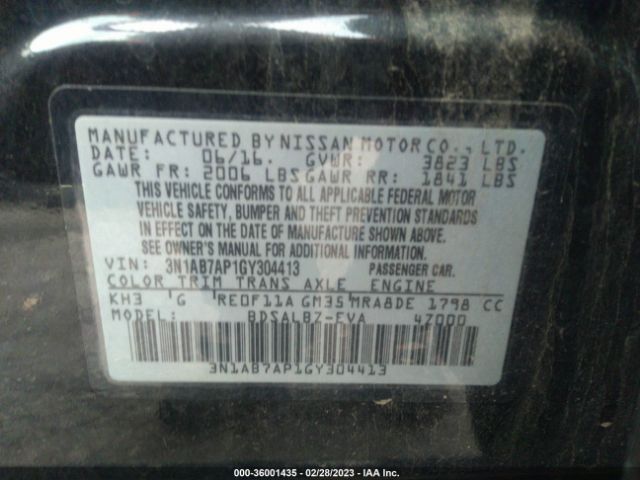 MANUFACTURED BY NISSAN MOTOR CO., LTD.
DATE: 06/16. GVWR: 3823 LBS
GAWR FR: 2006 LBS GAWR RR: 1841 LBS
THIS VEHICLE CONFORMS TO ALL APPLICABLE FEDERAL MOTOR
VEHICLE SAFETY, BUMPER AND THEFT PREVENTION STANDARDS
IN EFFECT ON THE DATE OF MANUFACTURE SHOWN ABOVE.
SEE OWNER'S MANUAL FOR ADDITIONAL INFORMATION.
VIN: 3N1AB7AP1GY304413 PASSENGER CAR.
COLOR TRIM TRANS AXLE ENGINE
KH3 G RE0F11A GM35 MRA8DE 1798 CC
MODEL: BDSALBZ-EVA 47000
3N1AB7AP1GY304413
000-36001435 - 02/28/2023 - IAA Inc.